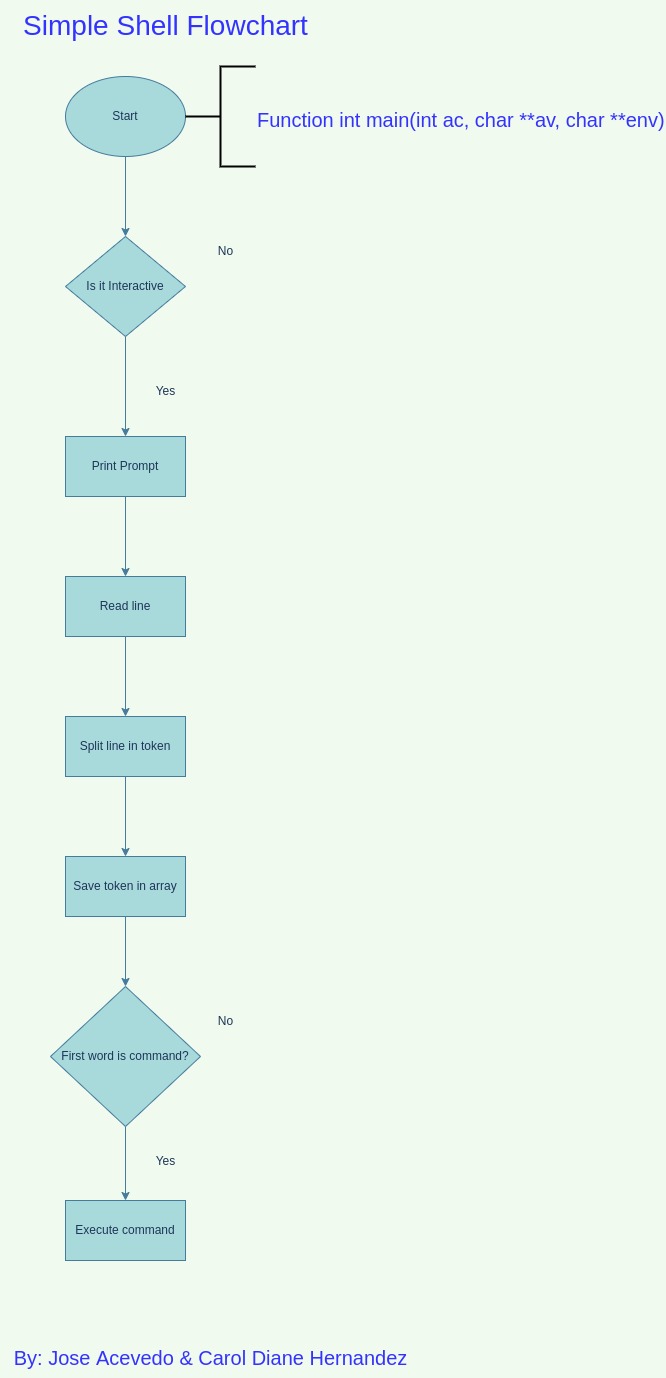 Simple Shell Flowchart
Start
Function int main(int ac, char **av, char **env)
No
Is it Interactive
Yes
Print Prompt
Read line
Split line in token
Save token in array
No
First word is command?
Yes
Execute command
By: Jose Acevedo & Carol Diane Hernandez